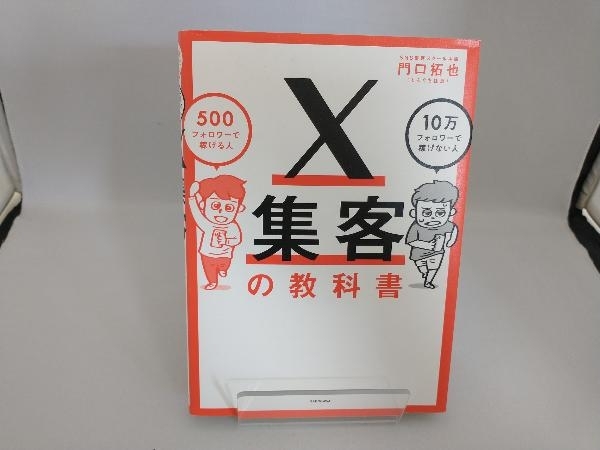 門口拓也
500
フォロワーで
稼げる人
10万
フォロワーで
稼げない人
X
集客
の教科書